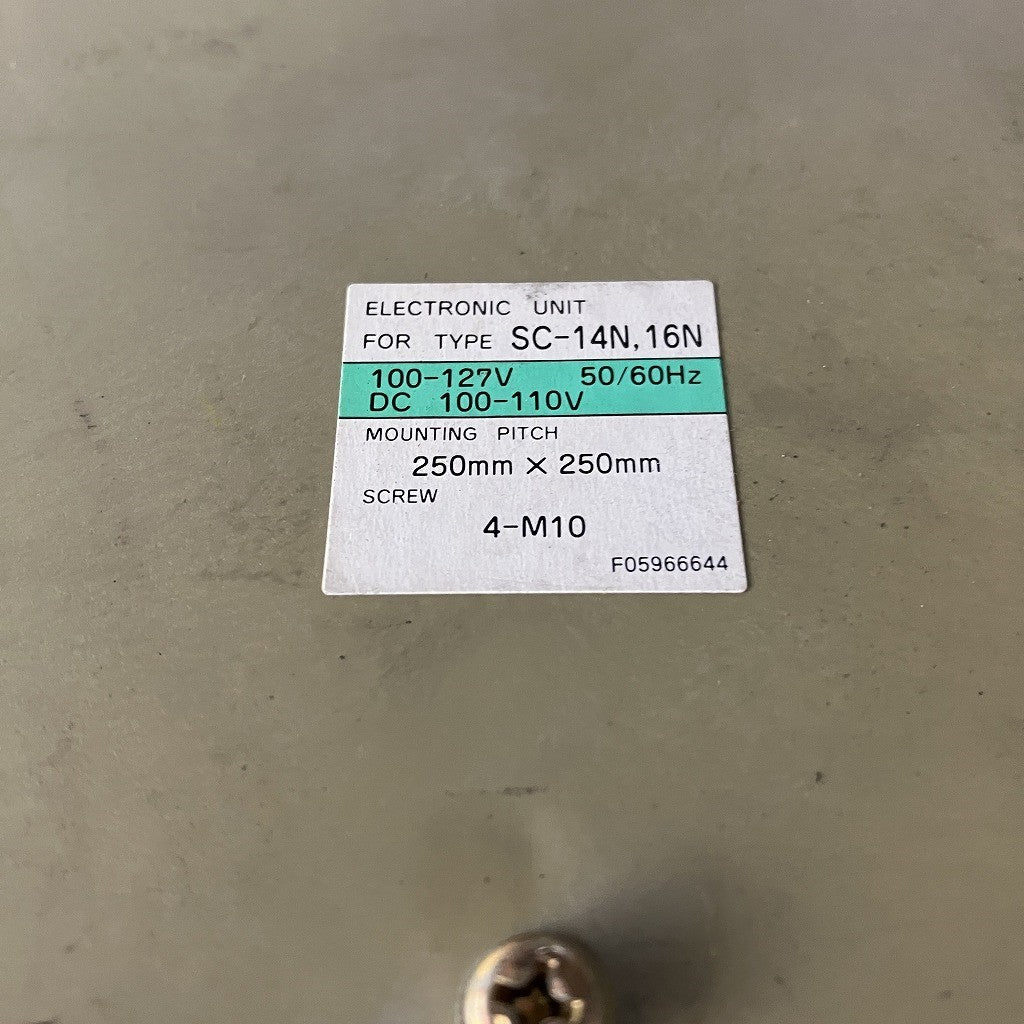 ELECTRONIC UNIT
FOR TYPE SC-14N, 16N
100-127V 50/60Hz
DC 100-110V
MOUNTING PITCH
250mm × 250mm
SCREW
4-M10
F05966644